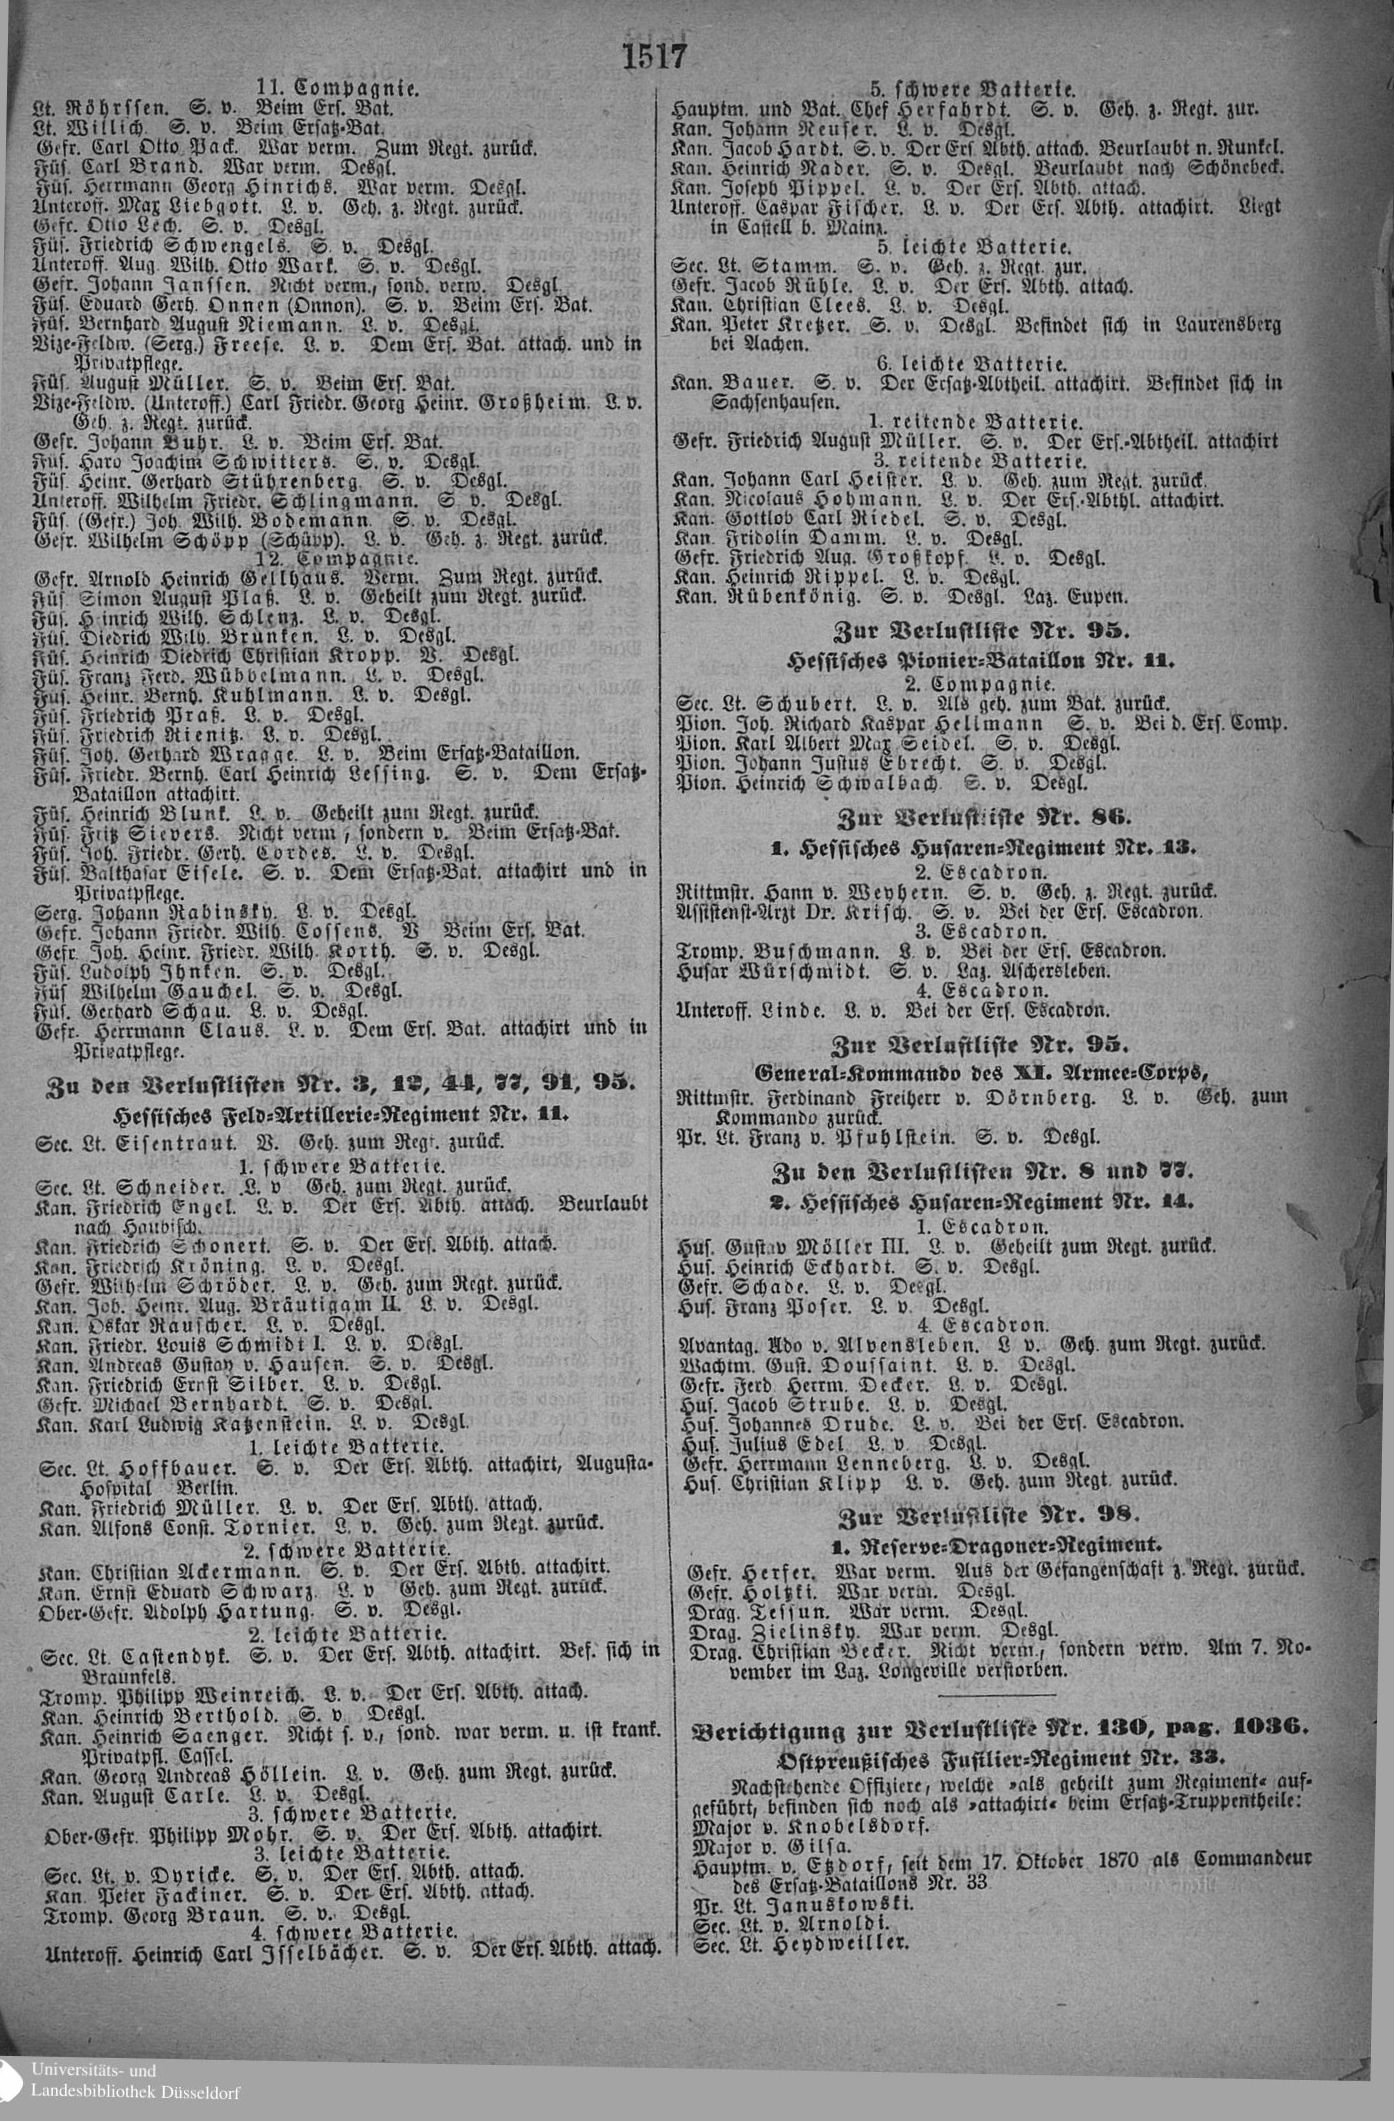 1517
11. Compagnie.
Lt. Röhrssen. S. v. Beim Ers. Bat.
Lt. Willich. S. v. Beim Ersatz-Bat.
Gefr. Carl Otto Pack. War verm. Zum Regt. zurück.
Füs. Carl Brand. War verm. Desgl.
Füs. Herrmann Georg Hinrichs. War verm. Desgl.
Unteroff. Max Liebgott. L. v. Geh. z. Regt. zurück.
Gefr. Otto Lech. S. v. Desgl.
Füs. Friedrich Schwengels. S. v. Desgl.
Unteroff. Aug. Wilh. Otto Wark. S. v. Desgl.
Gefr. Johann Janssen. Nicht verm., sond. verw. Desgl.
Füs. Eduard Gerh. Onnen (Onnon). S. v. Beim Ers. Bat.
Füs. Bernhard August Niemann. L. v. Desgl.
Vize-Feldw. (Serg.) Freese. L. v. Dem Ers. Bat. attach. und in
Privatpflege.
Füs. August Müller. S. v. Beim Ers. Bat.
Vize-Feldw. (Unteroff.) Carl Friedr. Georg Heinr. Großheim. L. v.
Geh. z. Regt. zurück.
Gefr. Johann Buhr. L. v. Beim Ers. Bat.
Füs. Haro Joachim Schwitters. S. v. Desgl.
Füs. Heinr. Gerhard Stührenberg. S. v. Desgl.
Unteroff. Wilhelm Friedr. Schlingmann. S v. Desgl.
Füs. (Gefr.) Joh. Wilh. Bodemann. S. v. Desgl.
Gefr. Wilhelm Schöpp (Schüpp). L. v. Geh. z. Regt. zurück.
12. Compagnie.
Gefr. Arnold Heinrich Gellhaus. Verm. Zum Regt. zurück.
Füs. Simon August Plaß. L. v. Geheilt zum Regt. zurück.
Füs. Heinrich Wilh. Schlenz. L. v. Desgl.
Füs. Diedrich Wilh. Brunken. L. v. Desgl.
Füs. Heinrich Diedrich Christian Kropp. V. Desgl.
Füs. Franz Ferd. Wübbelmann. L. v. Desgl.
Füs. Heinr. Bernh. Kuhlmann. L. v. Desgl.
Füs. Friedrich Praß. L. v. Desgl.
Füs. Friedrich Rienitz. L. v. Desgl.
Füs. Joh. Gerhard Wragge. L. v. Beim Ersatz-Bataillon.
Füs. Friedr. Bernh. Carl Heinrich Lessing. S. v. Dem Ersatz-
Bataillon attachirt.
Füs. Heinrich Blunk. L. v. Geheilt zum Regt. zurück.
Füs. Fritz Sievers. Nicht verm, sondern v. Beim Ersatz-Bat.
Füs. Joh. Friedr. Gerh. Cordes. L. v. Desgl.
Füs. Balthasar Eisele. S. v. Dem Ersatz-Bat. attachirt und in
Privatpflege.
Serg. Johann Rabinsky. L. v. Desgl.
Gefr. Johann Friedr. Wilh. Cossens. V Beim Ers. Bat.
Gefr. Joh. Heinr. Friedr. Wilh. Korth. S. v. Desgl.
Füs. Ludolph Ihnken. S. v. Desgl.
Füs Wilhelm Gauchel. S. v. Desgl.
Füs. Gerhard Schau. L. v. Desgl.
Gefr. Herrmann Claus. L. v. Dem Ers. Bat. attachirt und in
Privatpflege.
Zu den Verlustlisten Nr. 3, 12, 44, 77, 91, 95.
Hessisches Feld-Artillerie-Regiment Nr. 11.
Sec. Lt. Eisentraut. V. Geh. zum Regt. zurück.
1. schwere Batterie.
Sec. Lt. Schneider. L. v Geh. zum Regt. zurück.
Kan. Friedrich Engel. L. v. Der Ers. Abth. attach. Beurlaubt
nach Haubisch.
Kan. Friedrich Schonert. S. v. Der Ers. Abth. attach.
Kan. Friedrich Kröning. L. v. Desgl.
Gefr. Wilhelm Schröder. L. v. Geh. zum Regt. zurück.
Kan. Joh. Heinr. Aug. Bräutigam II. L. v. Desgl.
Kan. Oskar Rauscher. L. v. Desgl.
Kan. Friedr. Louis Schmidt I. L. v. Desgl.
Kan. Andreas Gustav v. Hausen. S. v. Desgl.
Kan. Friedrich Ernst Silber. L. v. Desgl.
Gefr. Michael Bernhardt. S. v. Desgl.
Kan. Karl Ludwig Katzenstein. L. v. Desgl.
1. leichte Batterie.
Sec. Lt. Hoffbauer. S. v. Der Ers. Abth. attachirt, Augusta-
Hospital Berlin.
Kan. Friedrich Müller. L. v. Der Ers. Abth. attach.
Kan. Alfons Const. Tornier. L. v. Geh. zum Regt. zurück.
2. schwere Batterie.
Kan. Christian Ackermann. S. v. Der Ers. Abth. attachirt.
Kan. Ernst Eduard Schwarz. L. v Geh. zum Regt. zurück.
Ober-Gefr. Adolph Hartung. S. v. Desgl.
2. leichte Batterie.
Sec. Lt. Castendyk. S. v. Der Ers. Abth. attachirt. Bef. sich in
Braunfels.
Tromp. Philipp Weinreich. L. v. Der Ers. Abth. attach.
Kan. Heinrich Berthold. S. v Desgl.
Kan. Heinrich Saenger. Nicht s. v., sond. war verm. u. ist krank.
Privatpfl. Cassel.
Kan. Georg Andreas Höllein. L. v. Geh. zum Regt. zurück.
Kan. August Carle. L. v. Desgl.
3. schwere Batterie.
Ober-Gefr. Philipp Mohr. S. v. Der Ers. Abth. attachirt.
3. leichte Batterie.
Sec. Lt. v. Dyricke. S. v. Der Ers. Abth. attach.
Kan. Peter Fackiner. S. v. Der Ers. Abth. attach.
Tromp. Georg Braun. S. v. Desgl.
4. schwere Batterie.
Unteroff. Heinrich Carl Isselbächer. S. v. Der Ers. Abth. attach.
5. schwere Batterie.
Hauptm. und Bat. Chef Herfahrdt. S. v. Geh. z. Regt. zur.
Kan. Johann Reuser. L. v. Desgl.
Kan. Jacob Hardt. S. v. Der Ers Abth. attach. Beurlaubt n. Runkel.
Kan. Heinrich Rader. S. v. Desgl. Beurlaubt nach Schönebeck.
Kan. Joseph Pippel. L. v. Der Ers. Abth. attach.
Unteroff. Caspar Fischer. L. v. Der Ers. Abth. attachirt. Liegt
in Castell b. Mainz.
5. leichte Batterie.
Sec. Lt. Stamm. S. v. Geh. z. Regt. zur.
Gefr. Jacob Rühle. L. v. Der Ers. Abth. attach.
Kan. Christian Clees. L. v. Desgl.
Kan. Peter Kretzer. S. v. Desgl. Befindet sich in Laurensberg
bei Aachen.
6. leichte Batterie.
Kan. Bauer. S. v. Der Ersatz-Abtheil. attachirt. Befindet sich in
Sachsenhausen.
1. reitende Batterie.
Gefr. Friedrich August Müller. S. v. Der Ers.-Abtheil. attachirt
3. reitende Batterie.
Kan. Johann Carl Heister. L. v. Geh. zum Regt. zurück.
Kan. Nicolaus Hohmann. L. v. Der Ers.-Abthl. attachirt.
Kan. Gottlob Carl Riedel. S. v. Desgl.
Kan. Fridolin Damm. L. v. Desgl.
Gefr. Friedrich Aug. Großkopf. L. v. Desgl.
Kan. Heinrich Rippel. L. v. Desgl.
Kan. Rübenkönig. S. v. Desgl. Laz. Eupen.
Zur Verlustliste Nr. 95.
Hessisches Pionier-Bataillon Nr. 11.
2. Compagnie.
Sec. Lt. Schubert. L. v. Als geh. zum Bat. zurück.
Pion. Joh. Richard Kaspar Hellmann S. v. Bei d. Ers. Comp.
Pion. Karl Albert Max Seidel. S. v. Desgl.
Pion. Johann Justus Ebrecht. S. v. Desgl.
Pion. Heinrich Schwalbach. S. v. Desgl.
Zur Verlustliste Nr. 86.
1. Hessisches Husaren-Regiment Nr. 13.
2. Escadron.
Rittmstr. Hann v. Weyhern. S. v. Geh. z. Regt. zurück.
Assistenst-Arzt Dr. Krisch. S. v. Bei der Ers. Escadron.
3. Escadron.
Tromp. Buschmann. L. v. Bei der Ers. Escadron.
Husar Würschmidt. S. v. Laz. Aschersleben.
4. Escadron.
Unteroff. Linde. L. v. Bei der Ers. Escadron.
Zur Verlustliste Nr. 95.
General-Kommando des XI. Armee-Corps,
Rittmstr. Ferdinand Freiherr v. Dörnberg. L. v. Geh. zum
Kommando zurück.
Pr. Lt. Franz v. Pfuhlstein. S. v. Desgl.
Zu den Verlustlisten Nr. 8 und 77.
2. Hessisches Husaren-Regiment Nr. 14.
1. Escadron.
Hus. Gustav Möller III. L. v. Geheilt zum Regt. zurück.
Hus. Heinrich Eckhardt. S. v. Desgl.
Gefr. Schade. L. v. Desgl.
Hus. Franz Poser. L. v. Desgl.
4. Escadron.
Avantag. Udo v. Alvensleben. L v. Geh. zum Regt. zurück.
Wachtm. Gust. Doussaint. L. v. Desgl.
Gefr. Ferd Herrm. Decker. L. v. Desgl.
Hus. Jacob Strube. L. v. Desgl.
Hus. Johannes Drude. L. v. Bei der Ers. Escadron.
Hus. Julius Edel L. v. Desgl.
Gefr. Herrmann Lenneberg. L. v. Desgl.
Hus. Christian Klipp L. v. Geh. zum Regt. zurück.
Zur Verlustliste Nr. 98.
1. Reserve-Dragoner-Regiment.
Gefr. Herfer. War verm. Aus der Gefangenschaft z. Regt. zurück.
Gefr. Holtzki. War verm. Desgl.
Drag. Tessun. War verm. Desgl.
Drag. Zielinsky. War verm. Desgl.
Drag. Christian Becker. Nicht verm., sondern verw. Am 7. No-
vember im Laz. Longeville verstorben.
Berichtigung zur Verlustliste Nr. 130, pag. 1036.
Ostpreußisches Fusilier-Regiment Nr. 33.
Nachstehende Offiziere, welche »als geheilt zum Regiment« auf-
geführt, befinden sich noch als »attachirt« beim Ersatz-Truppentheile:
Major v. Knobelsdorf.
Major v. Gilsa.
Hauptm. v. Etzdorf, seit dem 17. Oktober 1870 als Commandeur
des Ersatz-Bataillons Nr. 33
Pr. Lt. Januskowski.
Sec. Lt. v. Arnoldi.
Sec. Lt. Heydweiller.
Universitäts- und
Landesbibliothek Düsseldorf